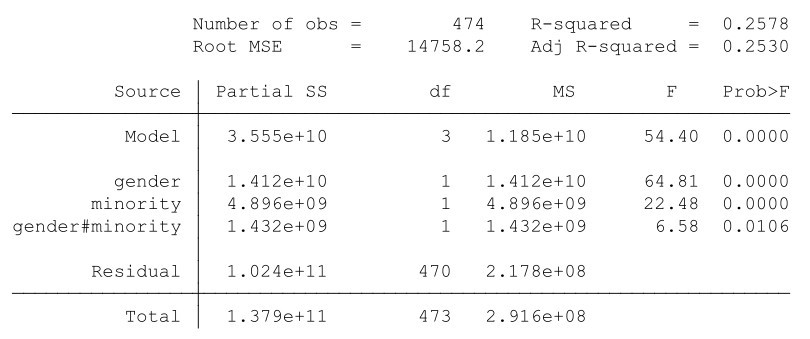 Number of obs = 474 R-squared = 0.2578
Root MSE = 14758.2 Adj R-squared = 0.2530
Source Partial SS df MS F Prob>F
Model 3.555e+10 3 1.185e+10 54.40 0.0000
gender 1.412e+10 1 1.412e+10 64.81 0.0000
minority 4.896e+09 1 4.896e+09 22.48 0.0000
gender#minority 1.432e+09 1 1.432e+09 6.58 0.0106
Residual 1.024e+11 470 2.178e+08
Total 1.379e+11 473 2.916e+08